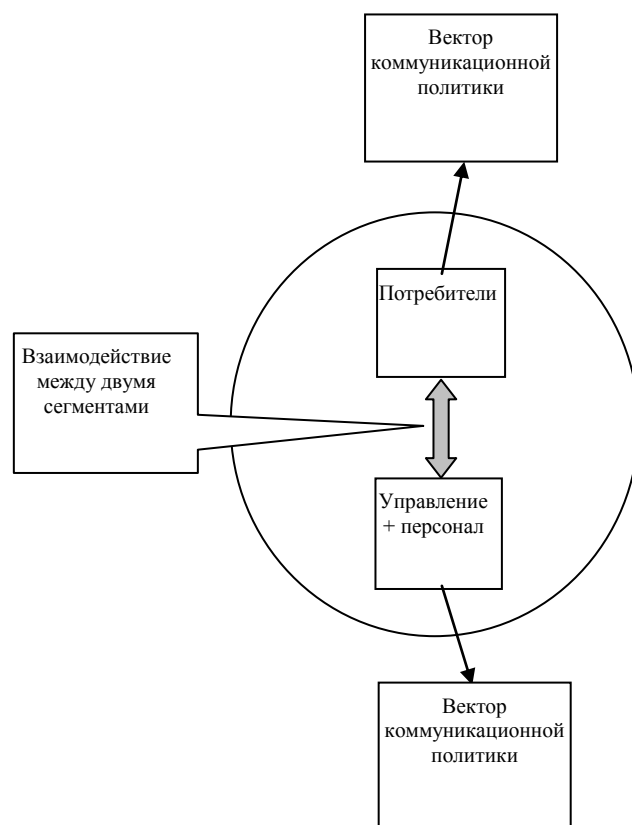 Вектор
коммуникационной
политики
Потребители
Взаимодействие
между двумя
сегментами
Управление
+ персонал
Вектор
коммуникационной
политики